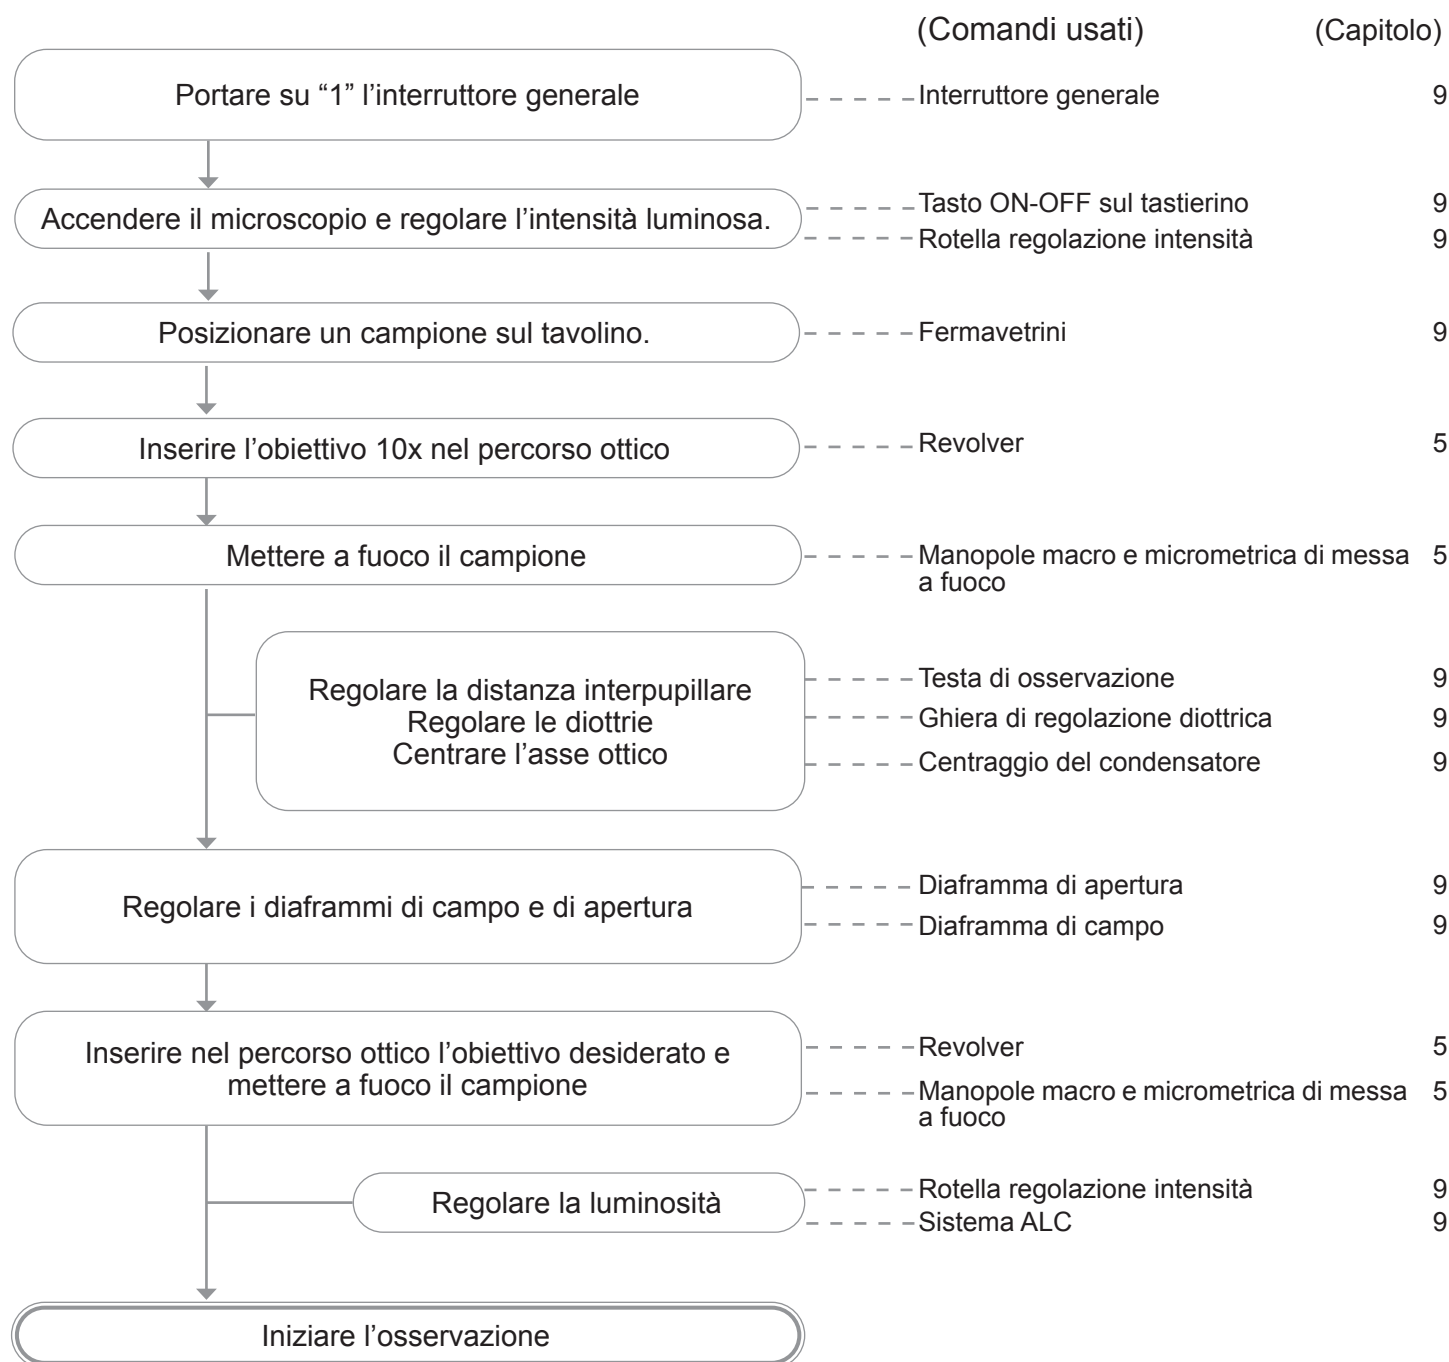 (Comandi usati) (Capitolo)
Portare su “1” l’interruttore generale Interruttore generale 9
Accendere il microscopio e regolare l’intensità luminosa. Tasto ON-OFF sul tastierino 9
Rotella regolazione intensità 9
Posizionare un campione sul tavolino. Fermavetrini 9
Inserire l’obiettivo 10x nel percorso ottico Revolver 5
Mettere a fuoco il campione Manopole macro e micrometrica di messa 5
a fuoco
Regolare la distanza interpupillare Testa di osservazione 9
Regolare le diottrie Ghiera di regolazione diottrica 9
Centrare l’asse ottico Centraggio del condensatore 9
Regolare i diaframmi di campo e di apertura Diaframma di apertura 9
Diaframma di campo 9
Inserire nel percorso ottico l’obiettivo desiderato e Revolver 5
mettere a fuoco il campione Manopole macro e micrometrica di messa 5
a fuoco
Regolare la luminosità Rotella regolazione intensità 9
Sistema ALC 9
Iniziare l’osservazione